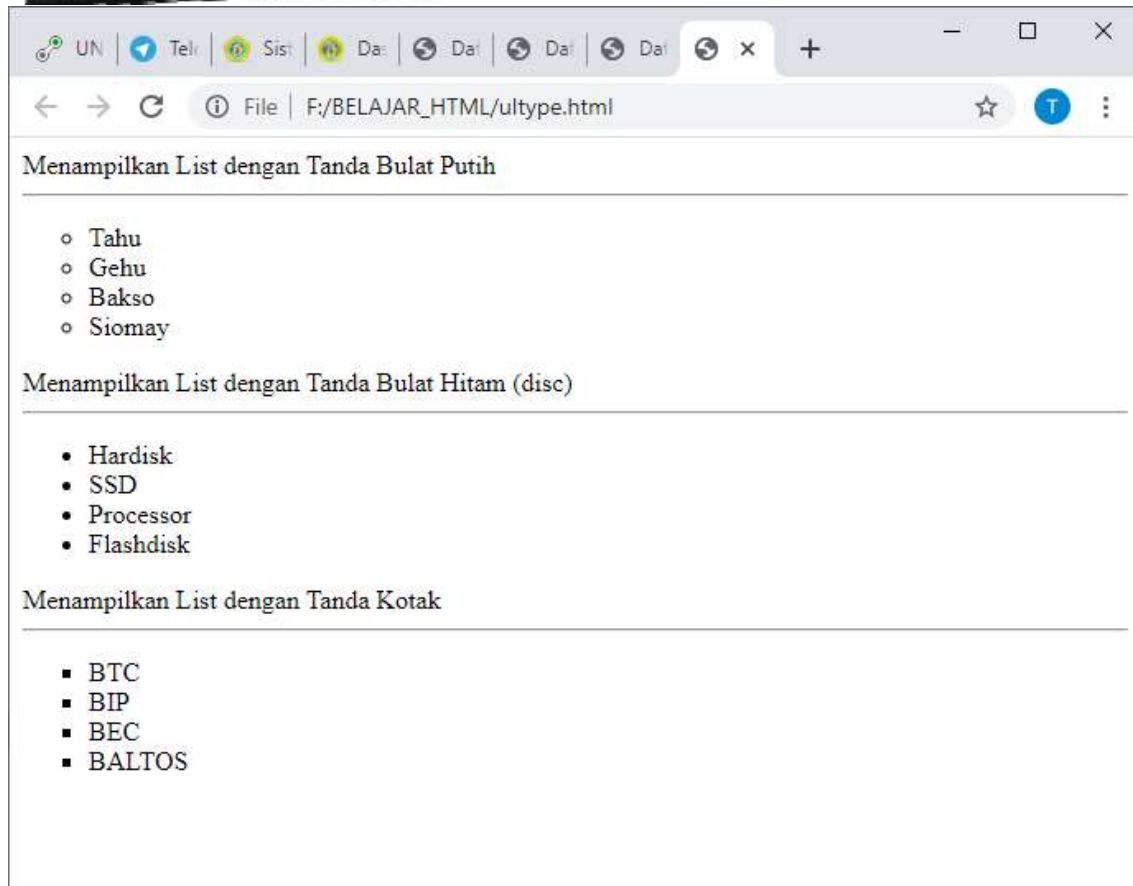 UN Tel Sis Da Da Da Da
File F:/BELAJAR_HTML/ultype.html T
Menampilkan List dengan Tanda Bulat Putih
Tahu
Gehu
Bakso
Siomay
Menampilkan List dengan Tanda Bulat Hitam (disc)
Hardisk
SSD
Processor
Flashdisk
Menampilkan List dengan Tanda Kotak
BTC
BIP
BEC
BALTOS